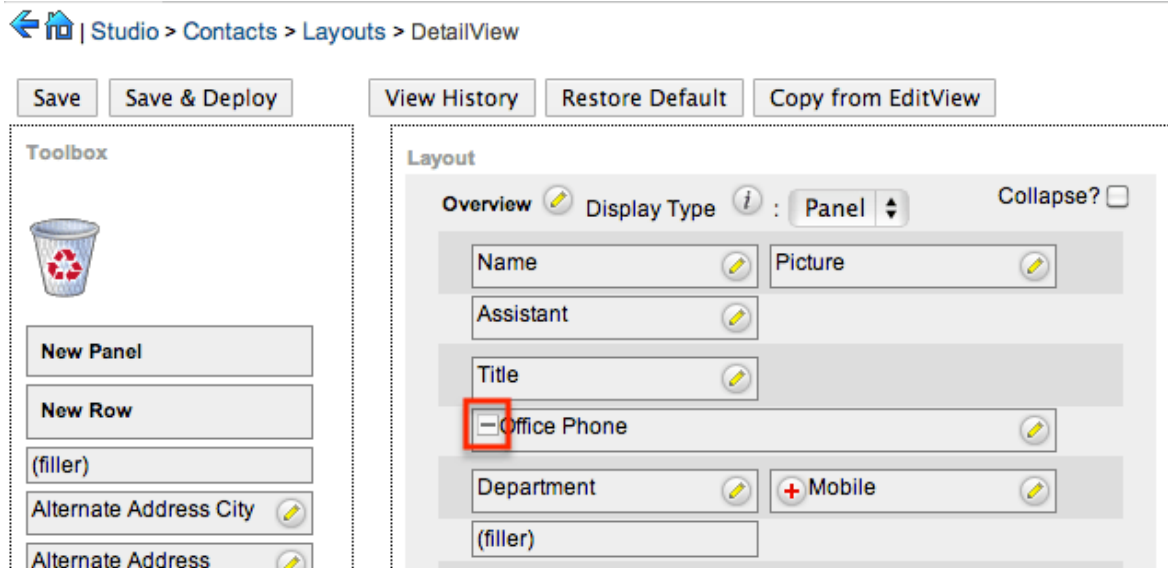 | Studio > Contacts > Layouts > DetailView
Save Save & Deploy View History Restore Default Copy from EditView
Toolbox
New Panel
New Row
(filler)
Alternate Address City
Alternate Address
Layout
Overview Display Type i : Panel Collapse?
Name Picture
Assistant
Title
Office Phone
Department Mobile
(filler)